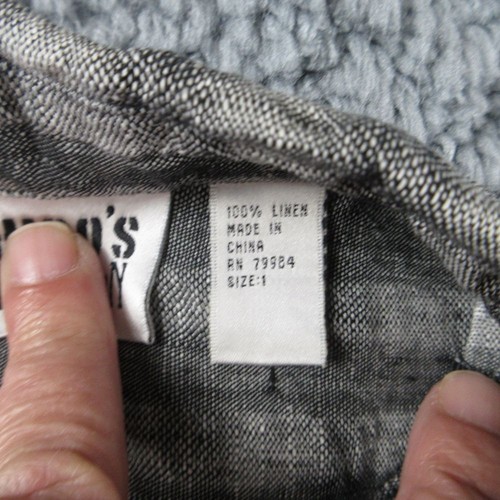 100% LINEN
MADE IN
CHINA
RN 79984
SIZE:1